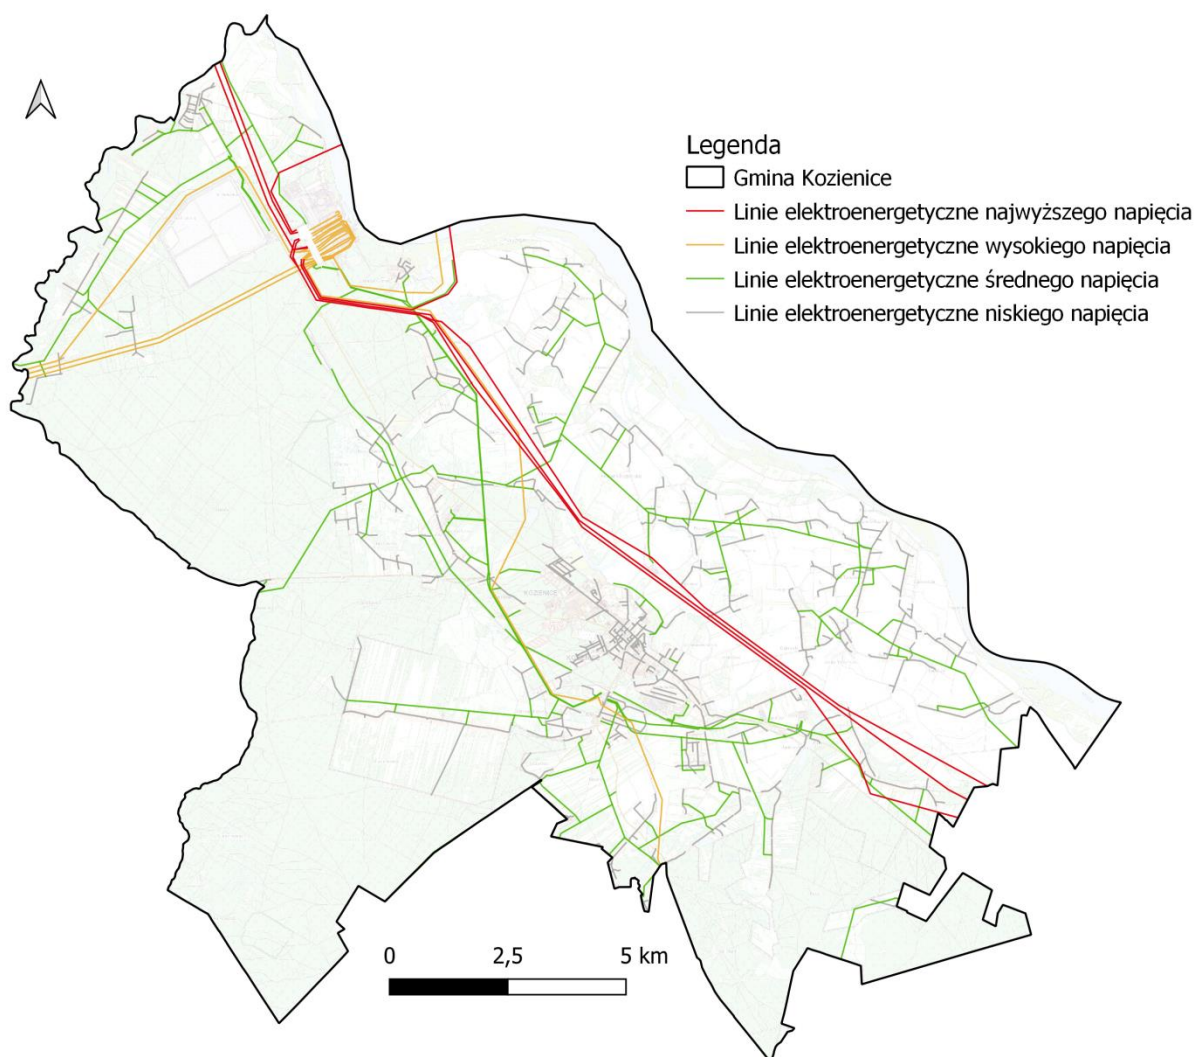 Legenda
Gmina Kozienice
Linie elektroenergetyczne najwyższego napięcia
Linie elektroenergetyczne wysokiego napięcia
Linie elektroenergetyczne średnego napięcia
Linie elektroenergetyczne niskiego napięcia
KOZIENICE
0 2,5 5 km